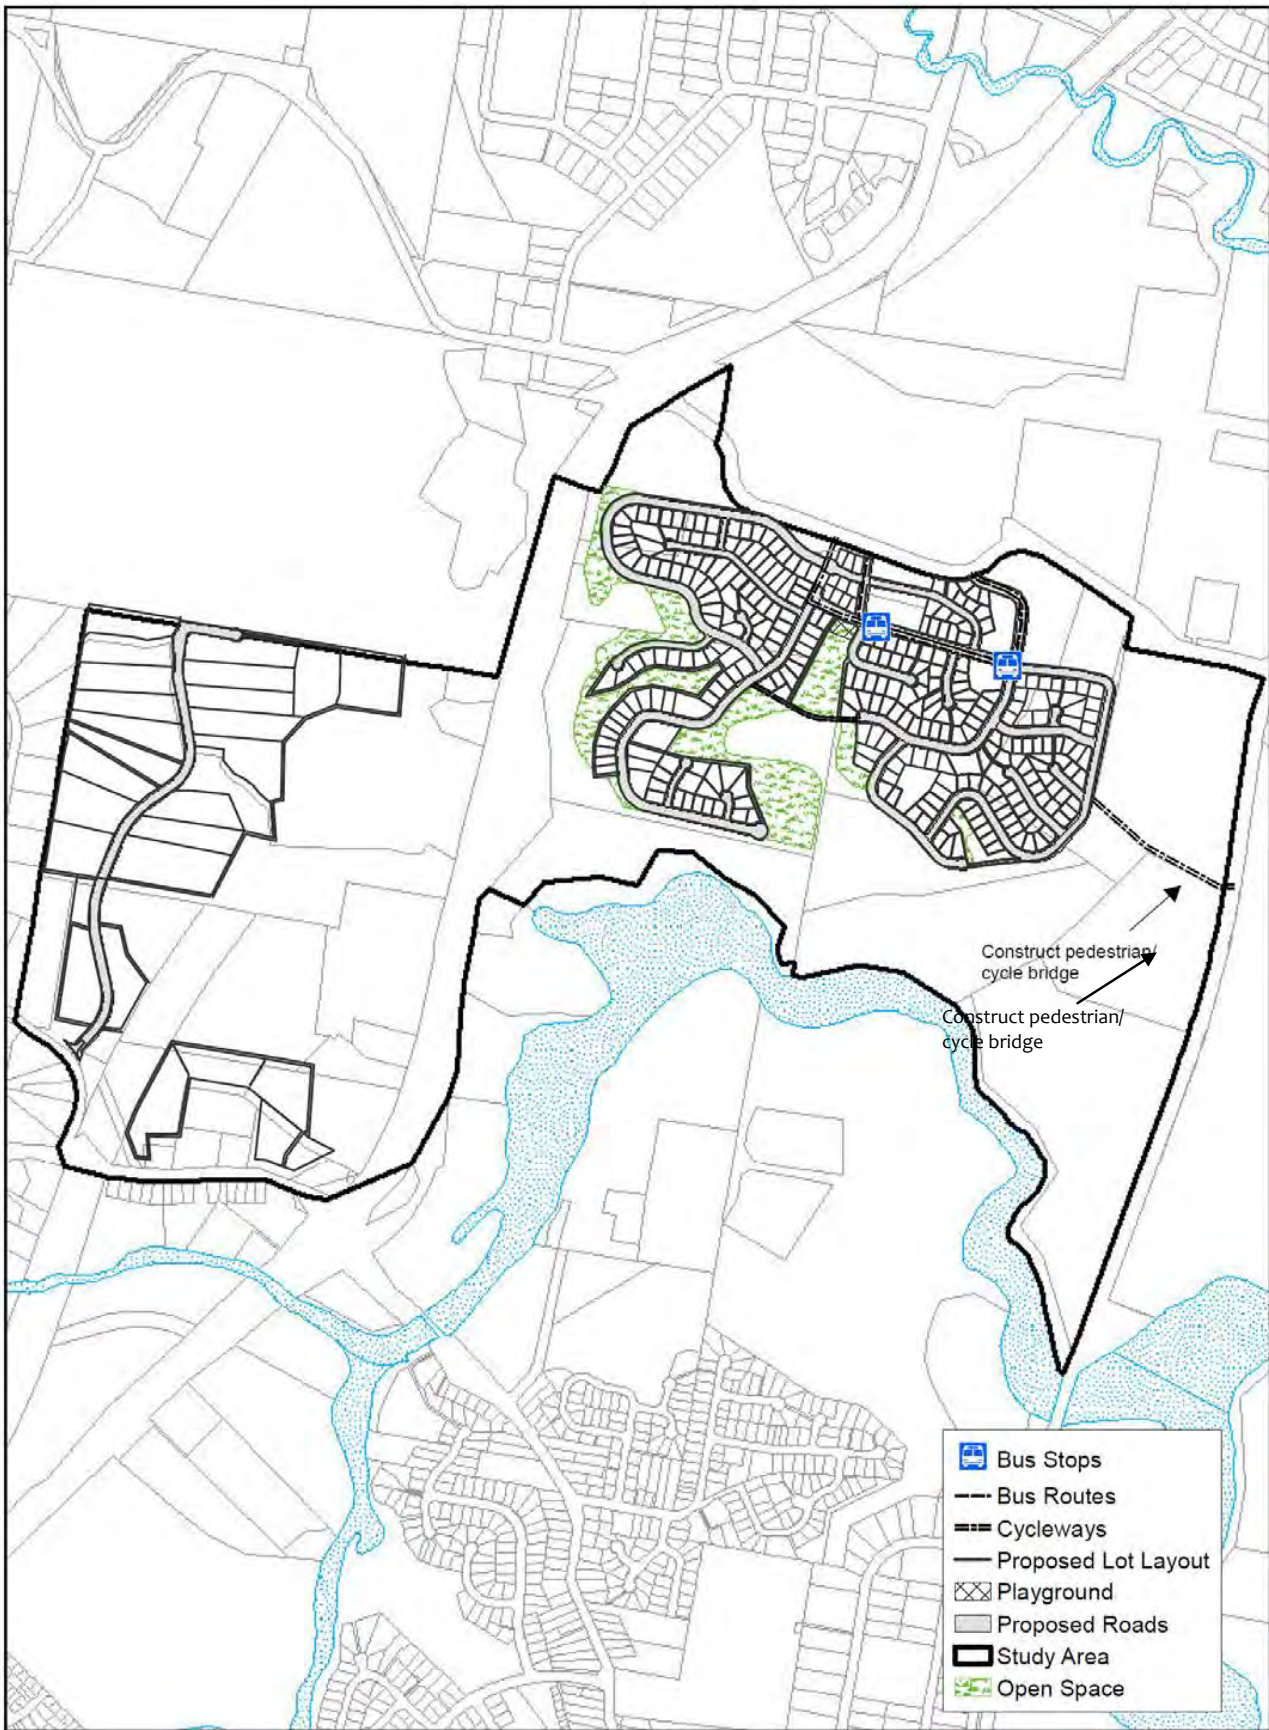 Construct pedestrian/
cycle bridge
Construct pedestrian/
cycle bridge
Bus Stops
Bus Routes
Cycleways
Proposed Lot Layout
Playground
Proposed Roads
Study Area
Open Space